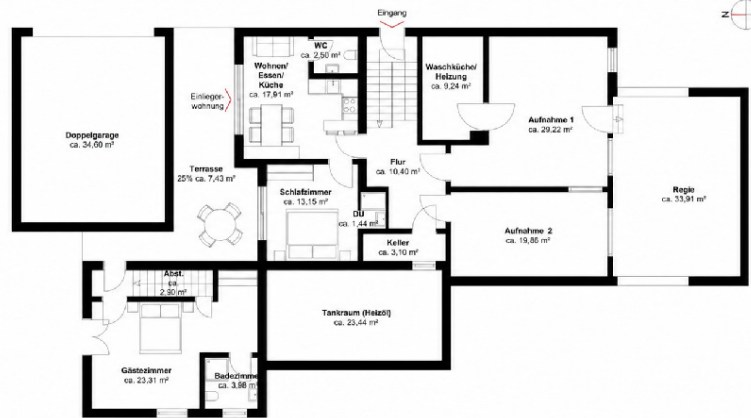 Eingang
N
WC
ca. 2,50 m²
Wohnen/
Essen/
Küche
ca. 17,91 m²
Waschküche/
Heizung
ca. 9,24 m²
Einlieger-
wohnung
Aufnahme 1
ca. 29,22 m²
Doppelgarage
ca. 34,60 m²
Terrasse
25% ca. 7,43 m²
Flur
ca. 10,40 m²
Schlafzimmer
ca. 13,15 m²
Regie
ca. 33,91 m²
DU
ca. 1,44 m²
Aufnahme 2
ca. 19,86 m²
Keller
ca. 3,10 m²
Abst.
ca.
2,90 m²
Tankraum (Heizöl)
ca. 23,44 m²
Gästezimmer
ca. 23,31 m²
Badezimmer
ca. 3,98 m²